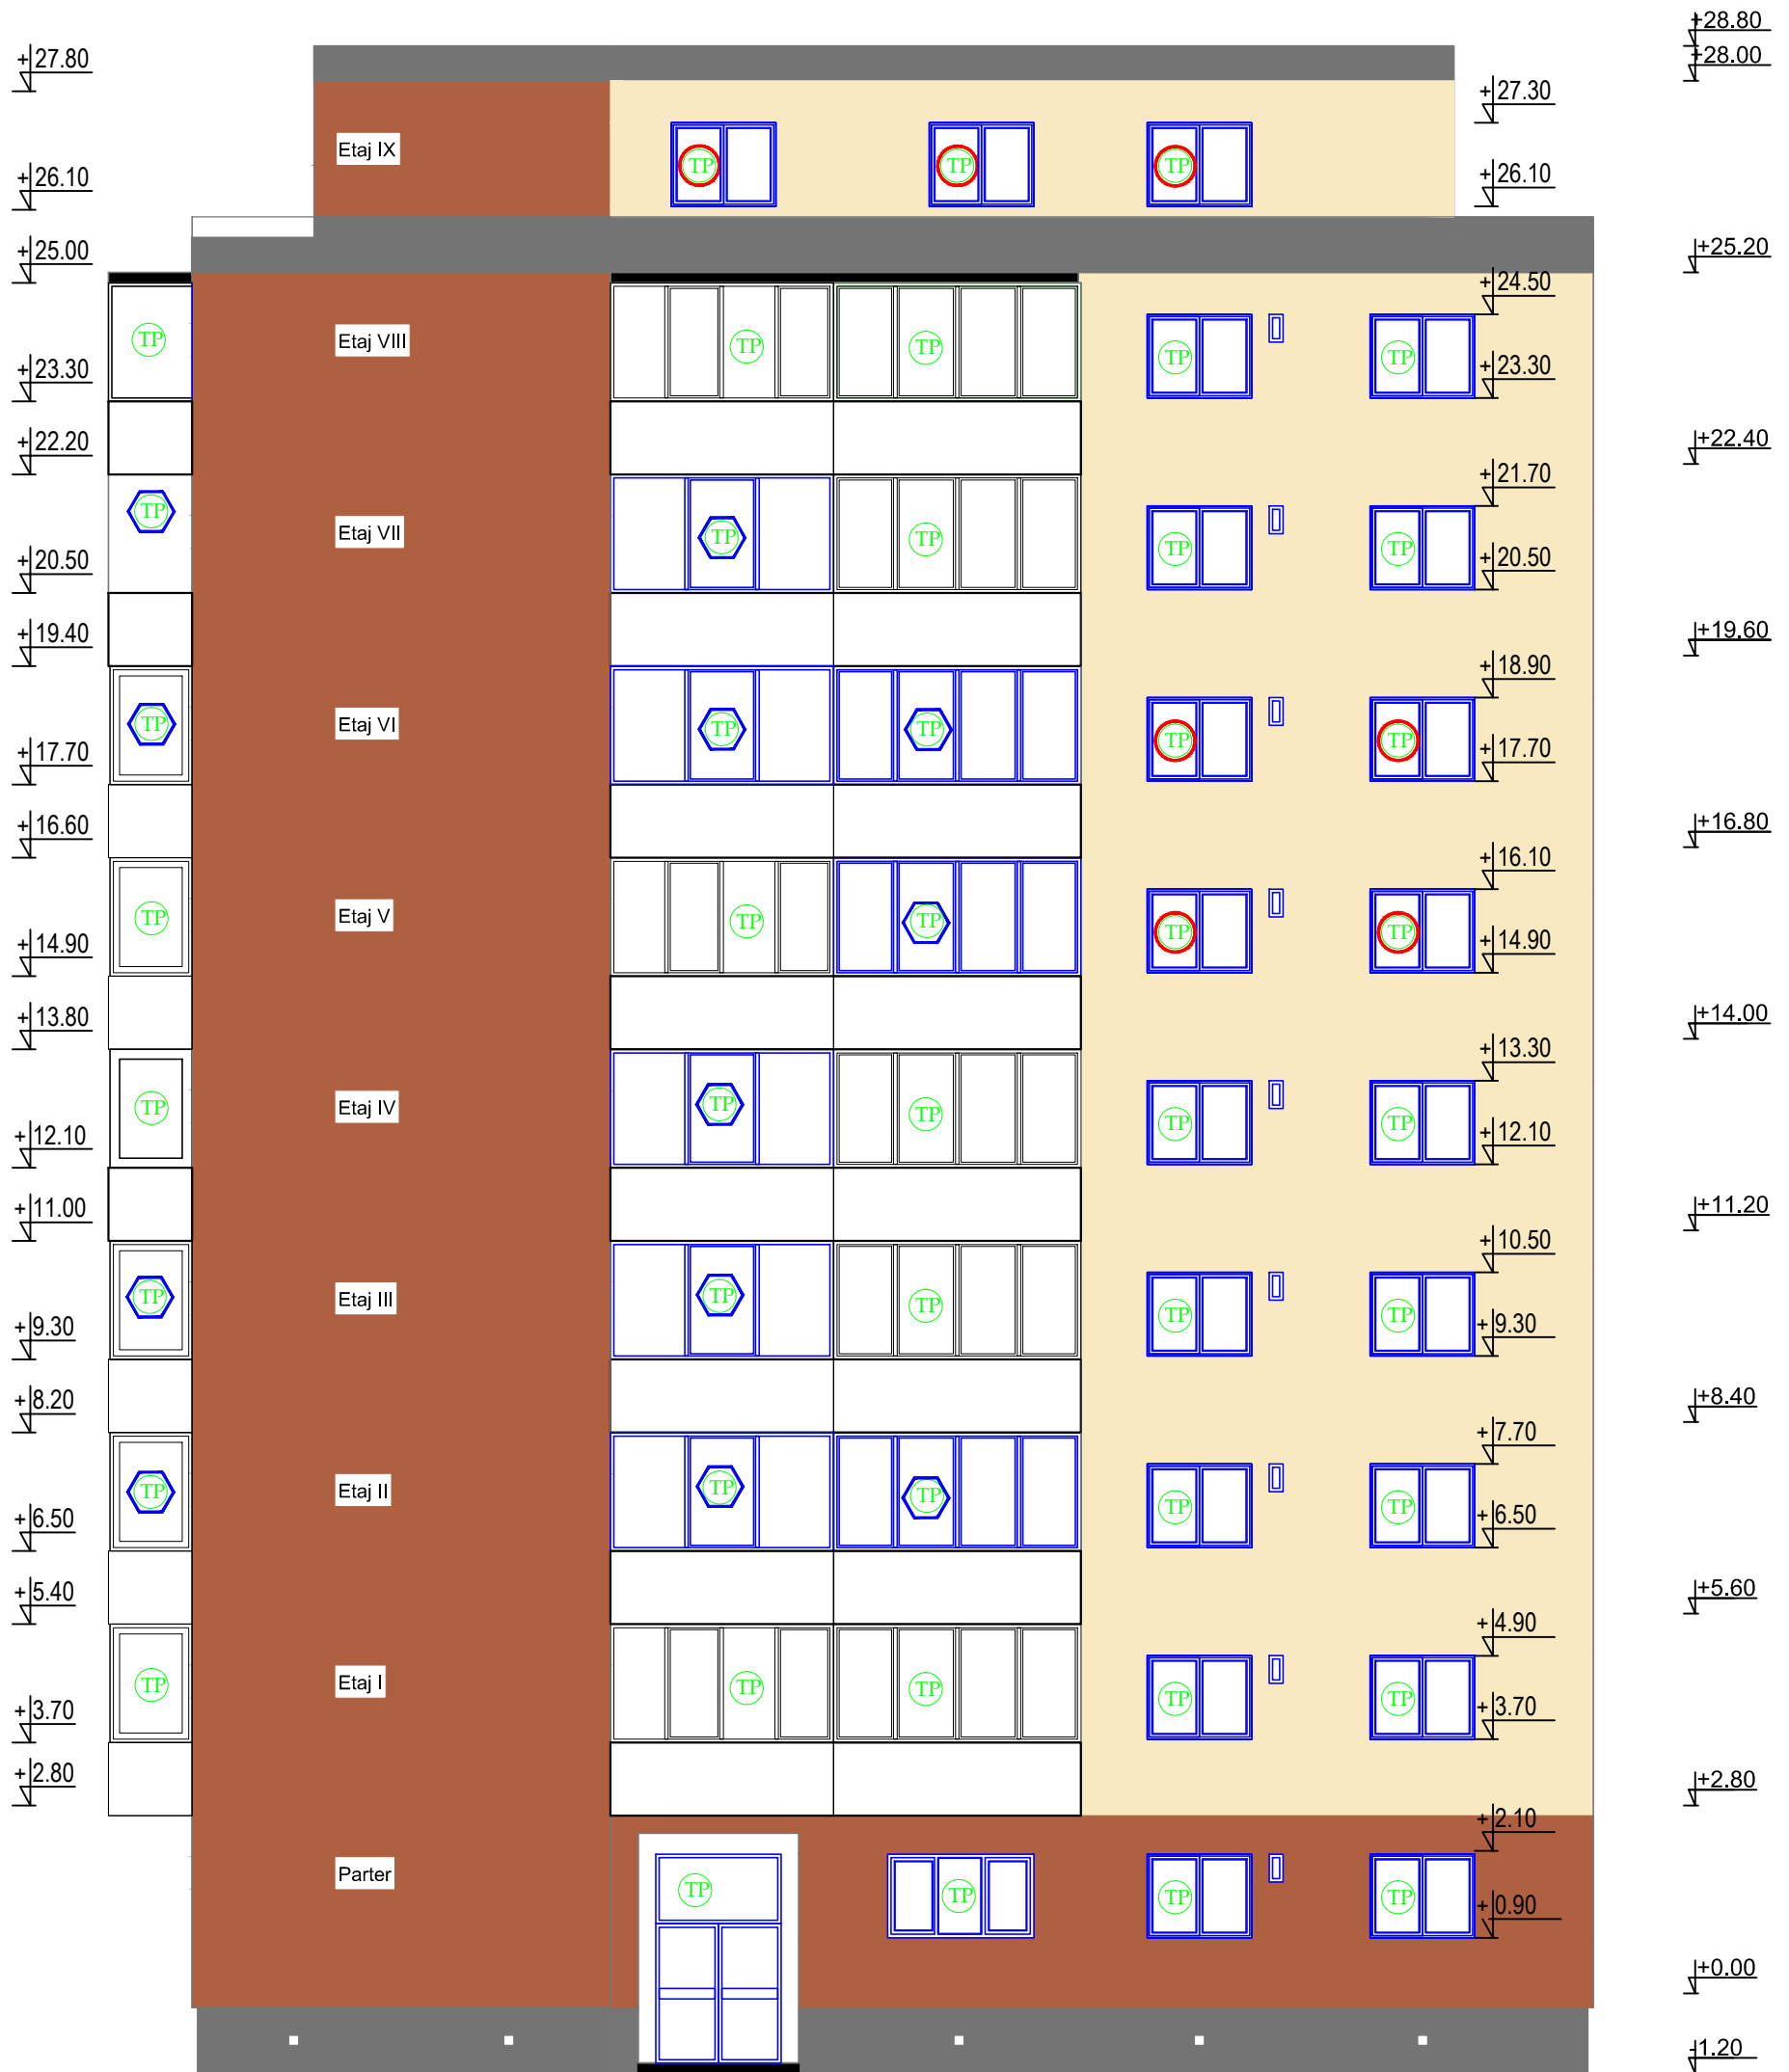 +28.80
+27.80
+28.00
+27.30
Etaj IX
TP TP TP
+26.10
+26.10
+25.00
+25.20
+24.50
Etaj VIII
TP TP TP TP TP
+23.30
+23.30
+22.20
+22.40
+21.70
Etaj VII
TP TP TP TP TP
+20.50
+20.50
+19.40
+19.60
+18.90
Etaj VI
TP TP TP TP TP
+17.70
+17.70
+16.60
+16.80
+16.10
Etaj V
TP TP TP TP TP
+14.90
+14.90
+13.80
+14.00
+13.30
Etaj IV
TP TP TP TP TP
+12.10
+12.10
+11.00
+11.20
+10.50
Etaj III
TP TP TP TP TP
+9.30
+9.30
+8.20
+8.40
+7.70
Etaj II
TP TP TP TP TP
+6.50
+6.50
+5.40
+5.60
+4.90
Etaj I
TP TP TP TP TP
+3.70
+3.70
+2.80
+2.80
+2.10
Parter
TP TP TP TP
+0.90
+0.00
-1.20